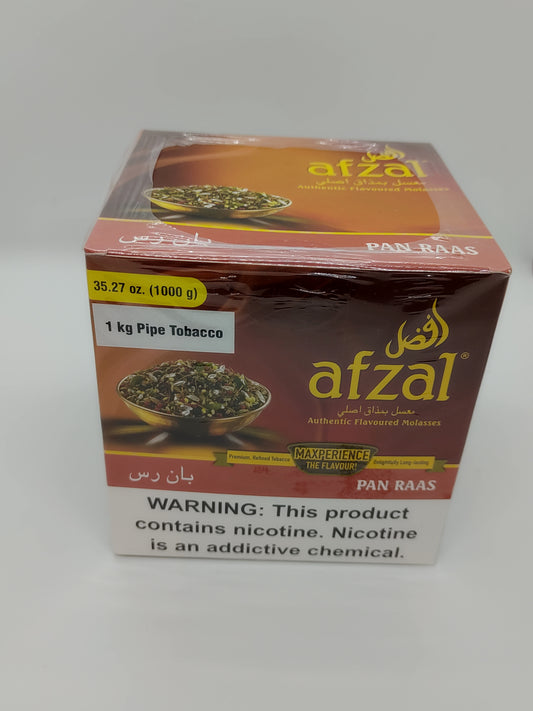 افضل
afzal
معسل بمذاق اصلي
Authentic Flavoured Molasses
بان رس
PAN RAAS
35.27 oz. (1000 g)
1 kg Pipe Tobacco
افضل
afzal®
معسل بمذاق اصلي
Authentic Flavoured Molasses
Premium, Refined Tobacco
MAXPERIENCE
THE FLAVOUR!
Delightfully Long-lasting
بان رس
PAN RAAS
WARNING: This product
contains nicotine. Nicotine
is an addictive chemical.